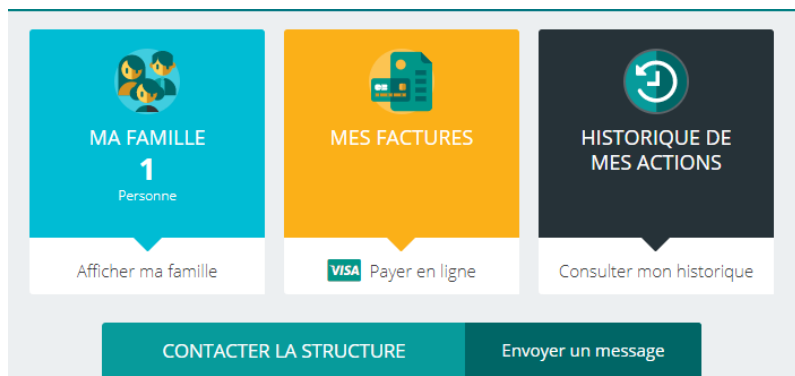 MA FAMILLE
1
Personne
Afficher ma famille
MES FACTURES
VISA Payer en ligne
HISTORIQUE DE
MES ACTIONS
Consulter mon historique
CONTACTER LA STRUCTURE
Envoyer un message